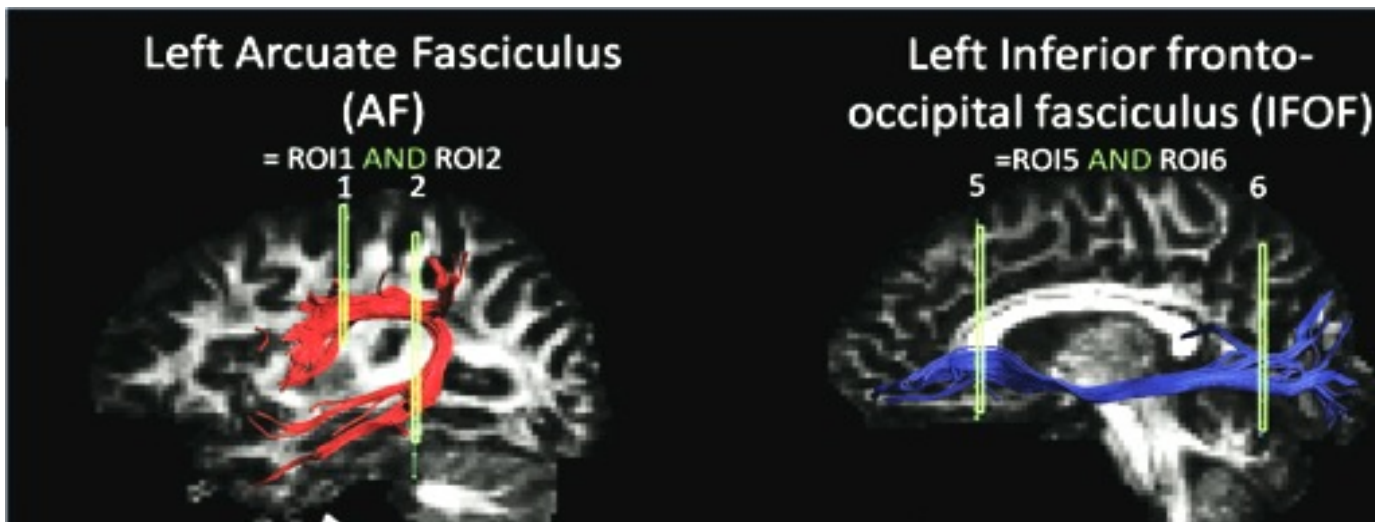 Left Arcuate Fasciculus
(AF)
= ROI1 AND ROI2
1 2
Left Inferior fronto-
occipital fasciculus (IFOF)
=ROI5 AND ROI6
5 6